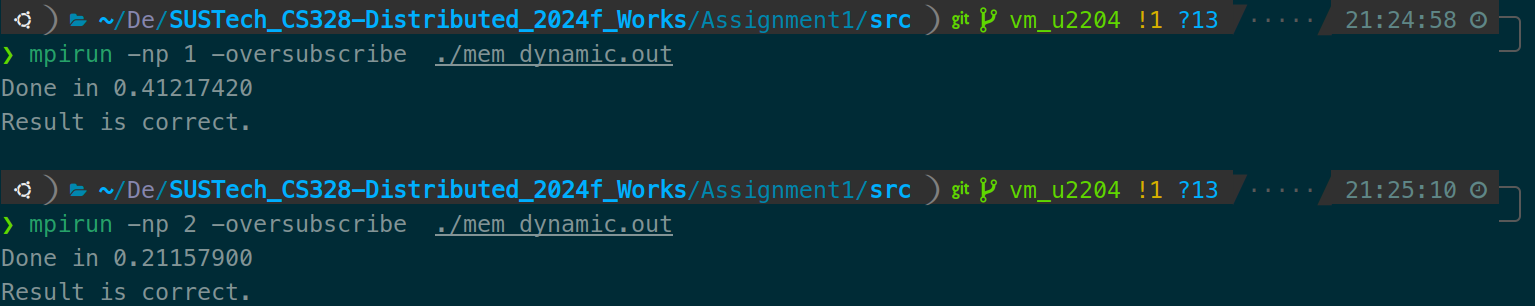 ~/De/SUSTech_CS328-Distributed_2024f_Works/Assignment1/src ) git vm_u2204 !1 ?13 ····· 21:24:58
❯ mpirun -np 1 -oversubscribe ./mem_dynamic.out
Done in 0.41217420
Result is correct.
~/De/SUSTech_CS328-Distributed_2024f_Works/Assignment1/src ) git vm_u2204 !1 ?13 ····· 21:25:10
❯ mpirun -np 2 -oversubscribe ./mem_dynamic.out
Done in 0.21157900
Result is correct.